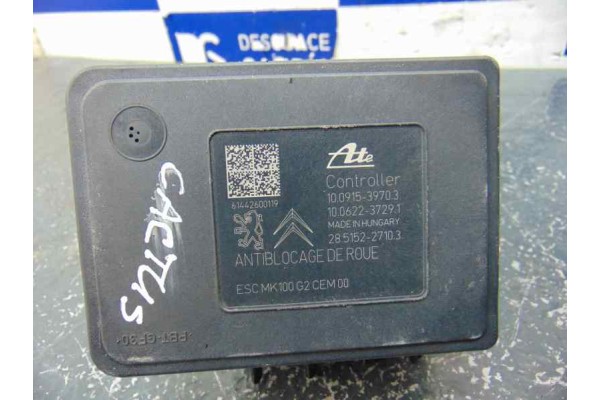 DESGUACE
CACTUS
Ate
Controller
10.0915-3970.3
10.0622-3729.1
MADE IN HUNGARY
28.5152-2710.3
61442600119
ANTIBLOCAGE DE ROUE
ESC MK100 G2 CEM 00
>PBT-GF30<